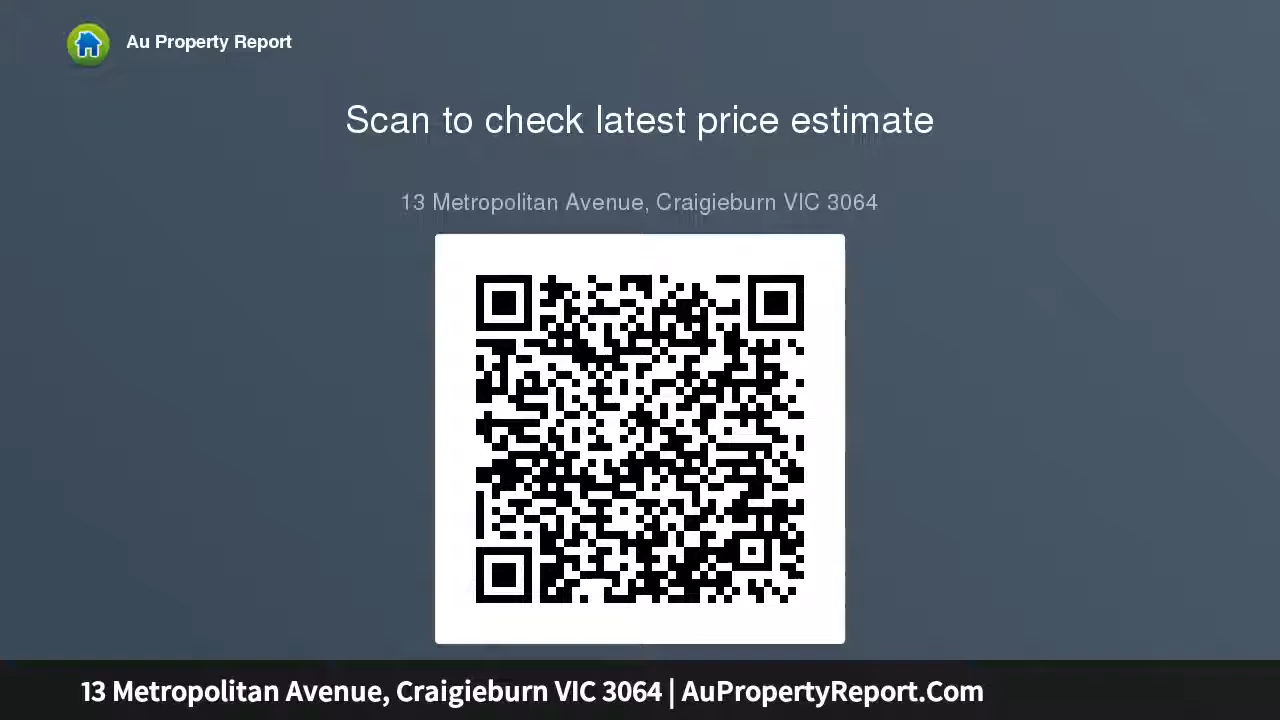 Au Property Report
Scan to check latest price estimate
13 Metropolitan Avenue, Craigieburn VIC 3064
13 Metropolitan Avenue, Craigieburn VIC 3064 | AuPropertyReport.Com